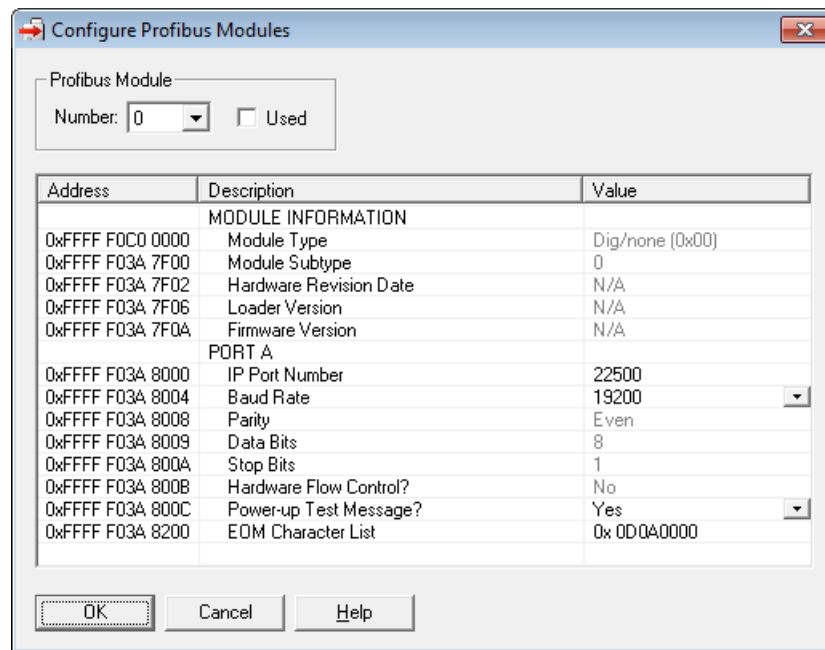 Configure Profibus Modules
Profibus Module
Number: 0 Used
Address Description Value
MODULE INFORMATION
0xFFFF F0C0 0000 Module Type Dig/none (0x00)
0xFFFF F03A 7F00 Module Subtype 0
0xFFFF F03A 7F02 Hardware Revision Date N/A
0xFFFF F03A 7F06 Loader Version N/A
0xFFFF F03A 7F0A Firmware Version N/A
PORT A
0xFFFF F03A 8000 IP Port Number 22500
0xFFFF F03A 8004 Baud Rate 19200
0xFFFF F03A 8008 Parity Even
0xFFFF F03A 8009 Data Bits 8
0xFFFF F03A 800A Stop Bits 1
0xFFFF F03A 800B Hardware Flow Control? No
0xFFFF F03A 800C Power-up Test Message? Yes
0xFFFF F03A 8200 EOM Character List 0x 0D0A0000
OK Cancel Help